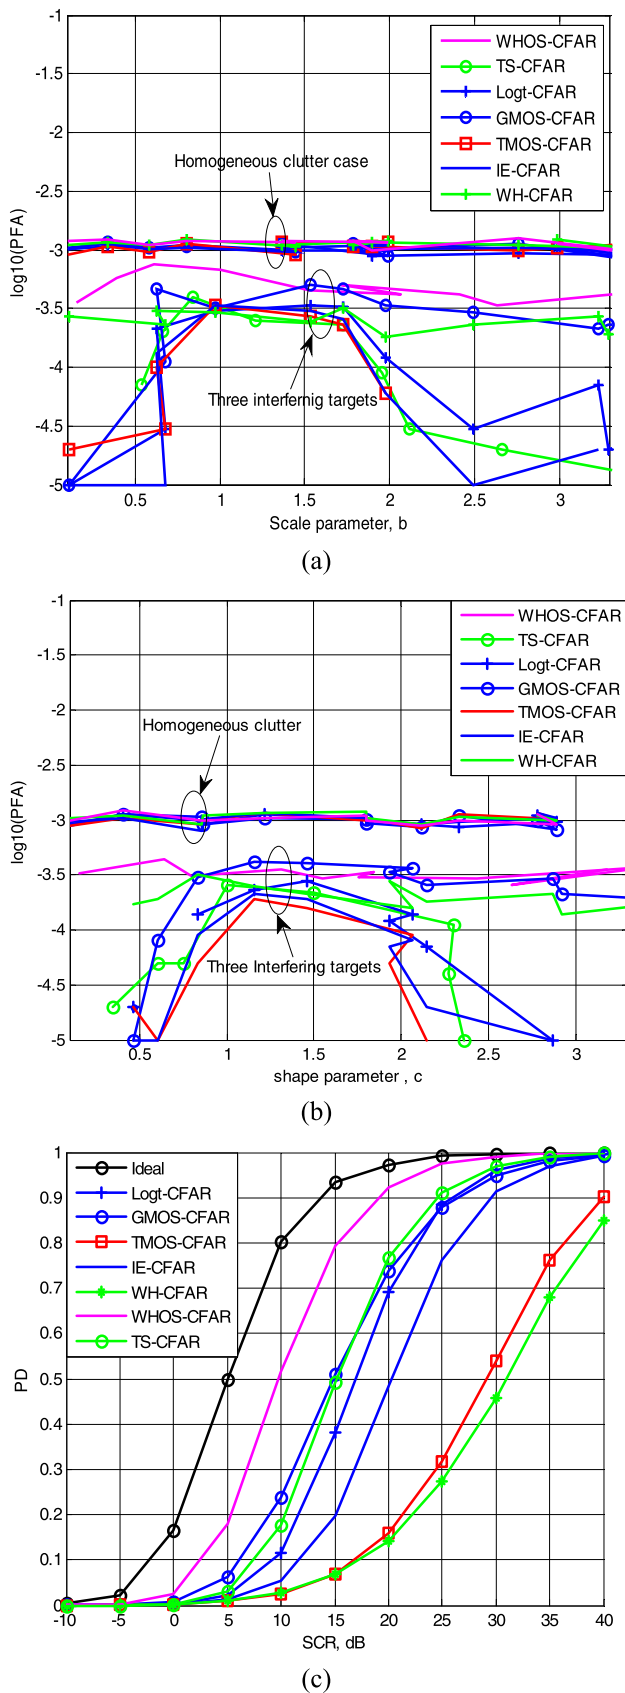 -1
-1.5
-2
-2.5
-3
-3.5
-4
-4.5
-5
log10(PFA)
WHOS-CFAR
TS-CFAR
Logt-CFAR
GMOS-CFAR
TMOS-CFAR
IE-CFAR
WH-CFAR
Homogeneous clutter case
Three interfernig targets
0.5 1 1.5 2 2.5 3
Scale parameter, b
(a)
-1
-1.5
-2
-2.5
-3
-3.5
-4
-4.5
-5
log10(PFA)
WHOS-CFAR
TS-CFAR
Logt-CFAR
GMOS-CFAR
TMOS-CFAR
IE-CFAR
WH-CFAR
Homogeneous clutter
Three Interfering targets
0.5 1 1.5 2 2.5 3
shape parameter , c
(b)
1
0.9
0.8
0.7
0.6
0.5
0.4
0.3
0.2
0.1
0
PD
Ideal
Logt-CFAR
GMOS-CFAR
TMOS-CFAR
IE-CFAR
WH-CFAR
WHOS-CFAR
TS-CFAR
-10 -5 0 5 10 15 20 25 30 35 40
SCR, dB
(c)